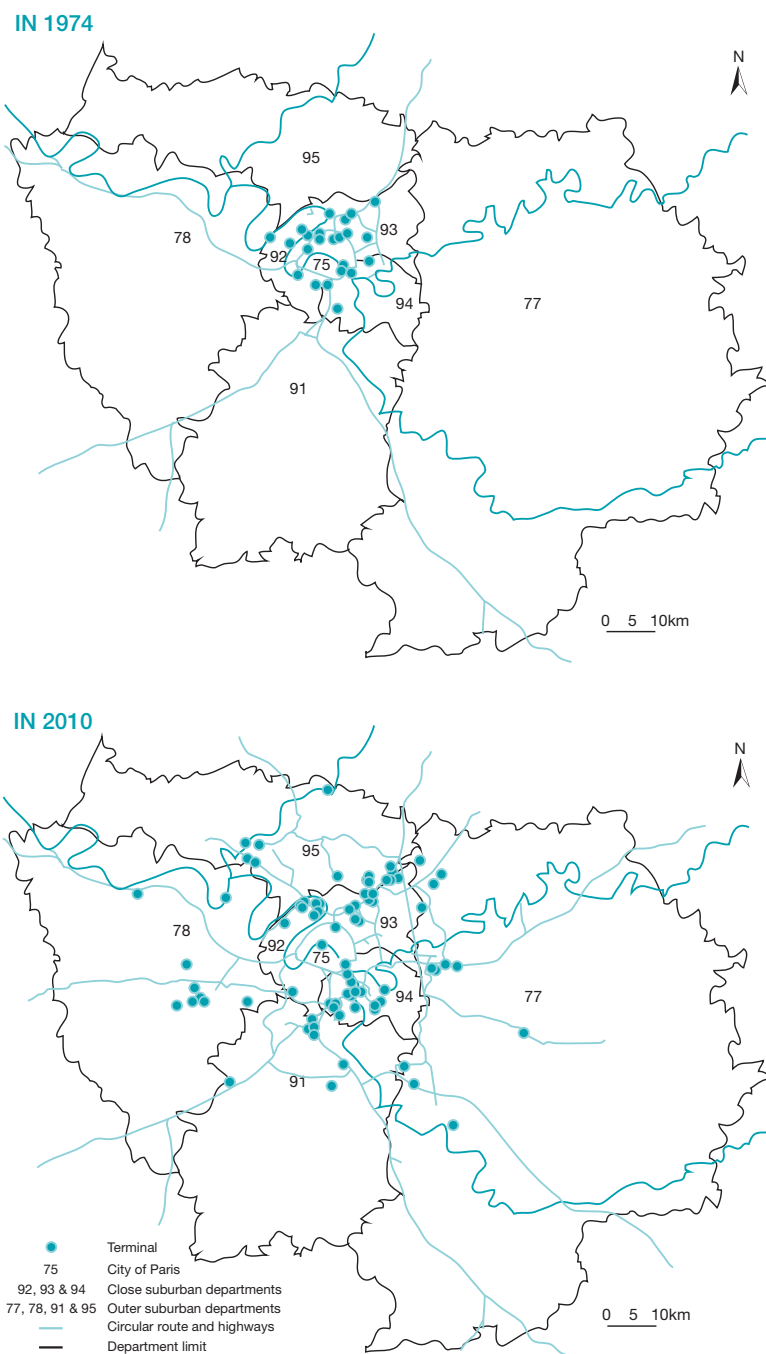 IN 1974
N
95
93
78
92
75
94
77
91
0 5 10km
IN 2010
N
95
93
78
92
75
94
77
91
Terminal
75 City of Paris
92, 93 & 94 Close suburban departments
77, 78, 91 & 95 Outer suburban departments
Circular route and highways
Department limit
0 5 10km